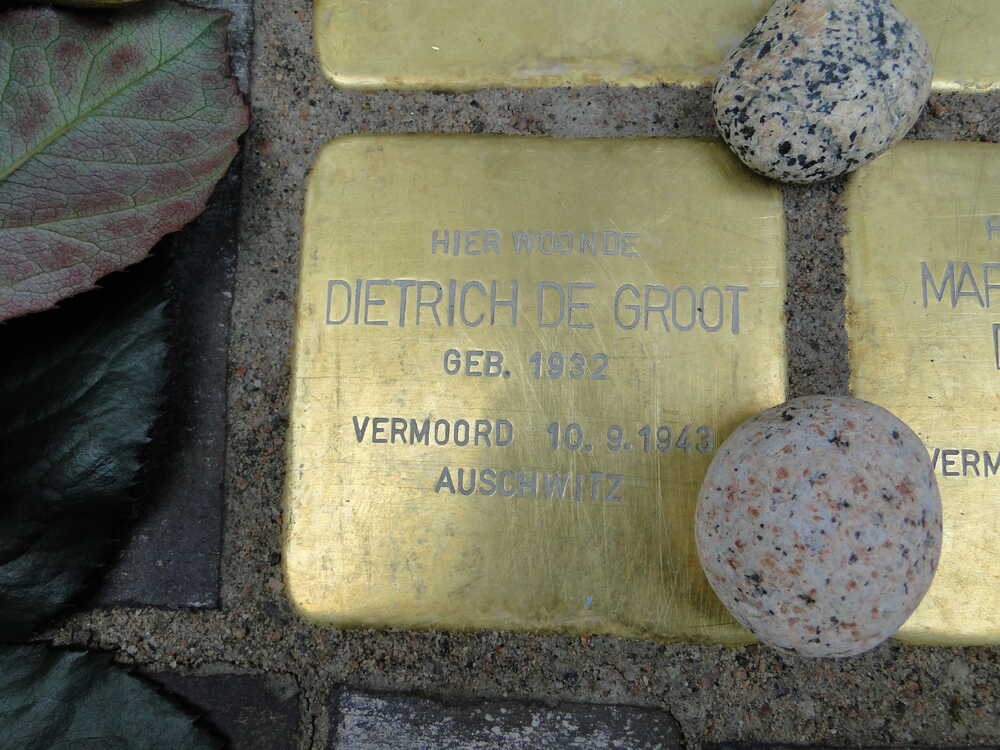 HIER WOONDE
DIETRICH DE GROOT
GEB. 1932
VERMOORD 10.9.1943
AUSCHWITZ